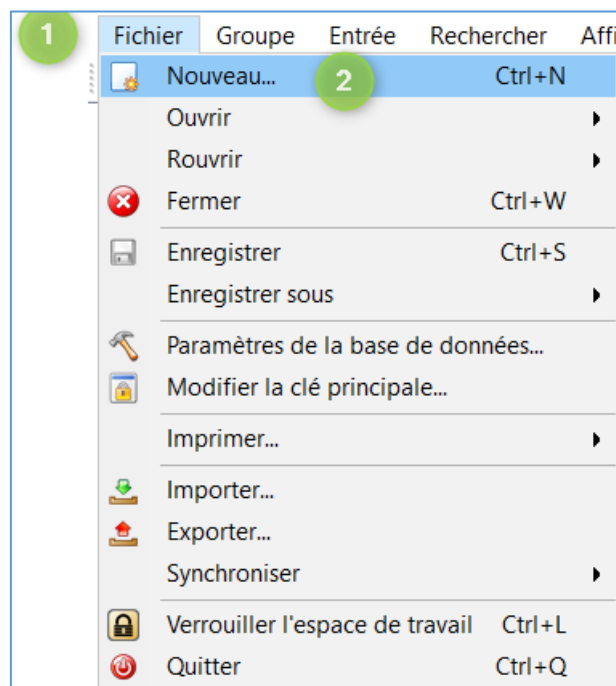 1 Fichier Groupe Entrée Rechercher Affi
Nouveau... 2 Ctrl+N
Ouvrir
Rouvrir
Fermer Ctrl+W
Enregistrer Ctrl+S
Enregistrer sous
Paramètres de la base de données...
Modifier la clé principale...
Imprimer...
Importer...
Exporter...
Synchroniser
Verrouiller l'espace de travail Ctrl+L
Quitter Ctrl+Q